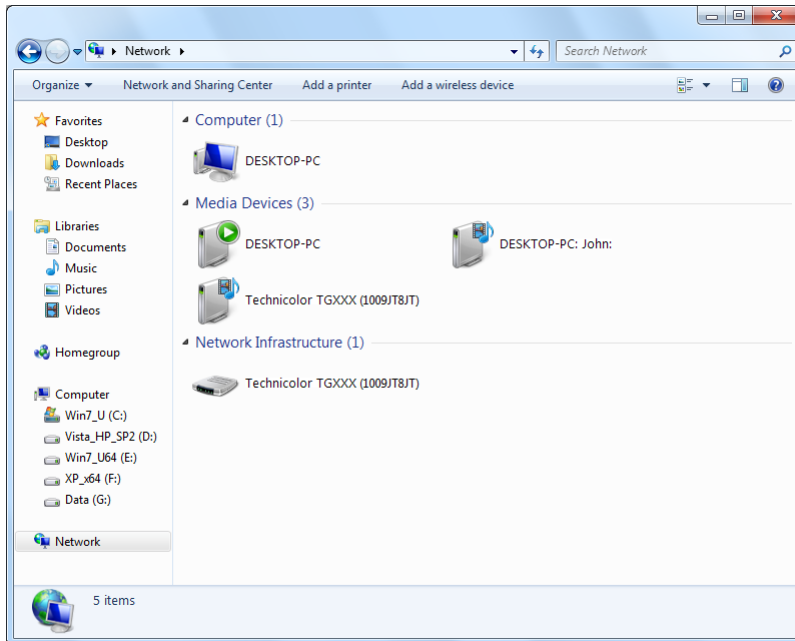 Network
Search Network
Organize
Network and Sharing Center
Add a printer
Add a wireless device
Favorites
Desktop
Downloads
Recent Places
Libraries
Documents
Music
Pictures
Videos
Homegroup
Computer
Win7_U (C:)
Vista_HP_SP2 (D:)
Win7_U64 (E:)
XP_x64 (F:)
Data (G:)
Network
Computer (1)
DESKTOP-PC
Media Devices (3)
DESKTOP-PC
DESKTOP-PC: John:
Technicolor TGXXX (1009JT8JT)
Network Infrastructure (1)
Technicolor TGXXX (1009JT8JT)
5 items